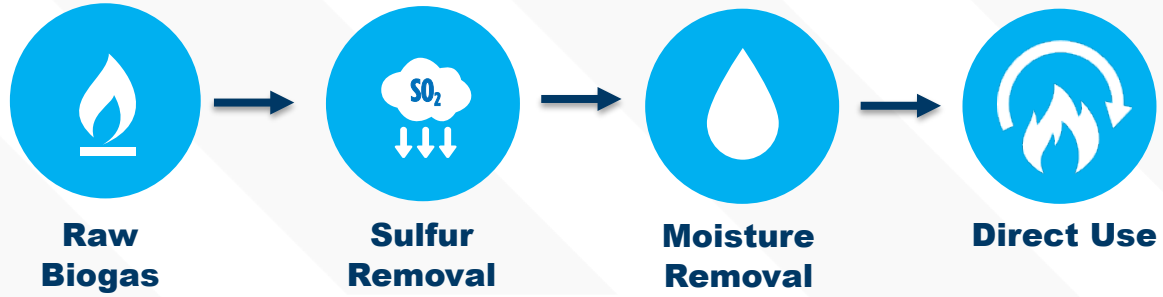 SO₂
Raw
Biogas
Sulfur
Removal
Moisture
Removal
Direct Use